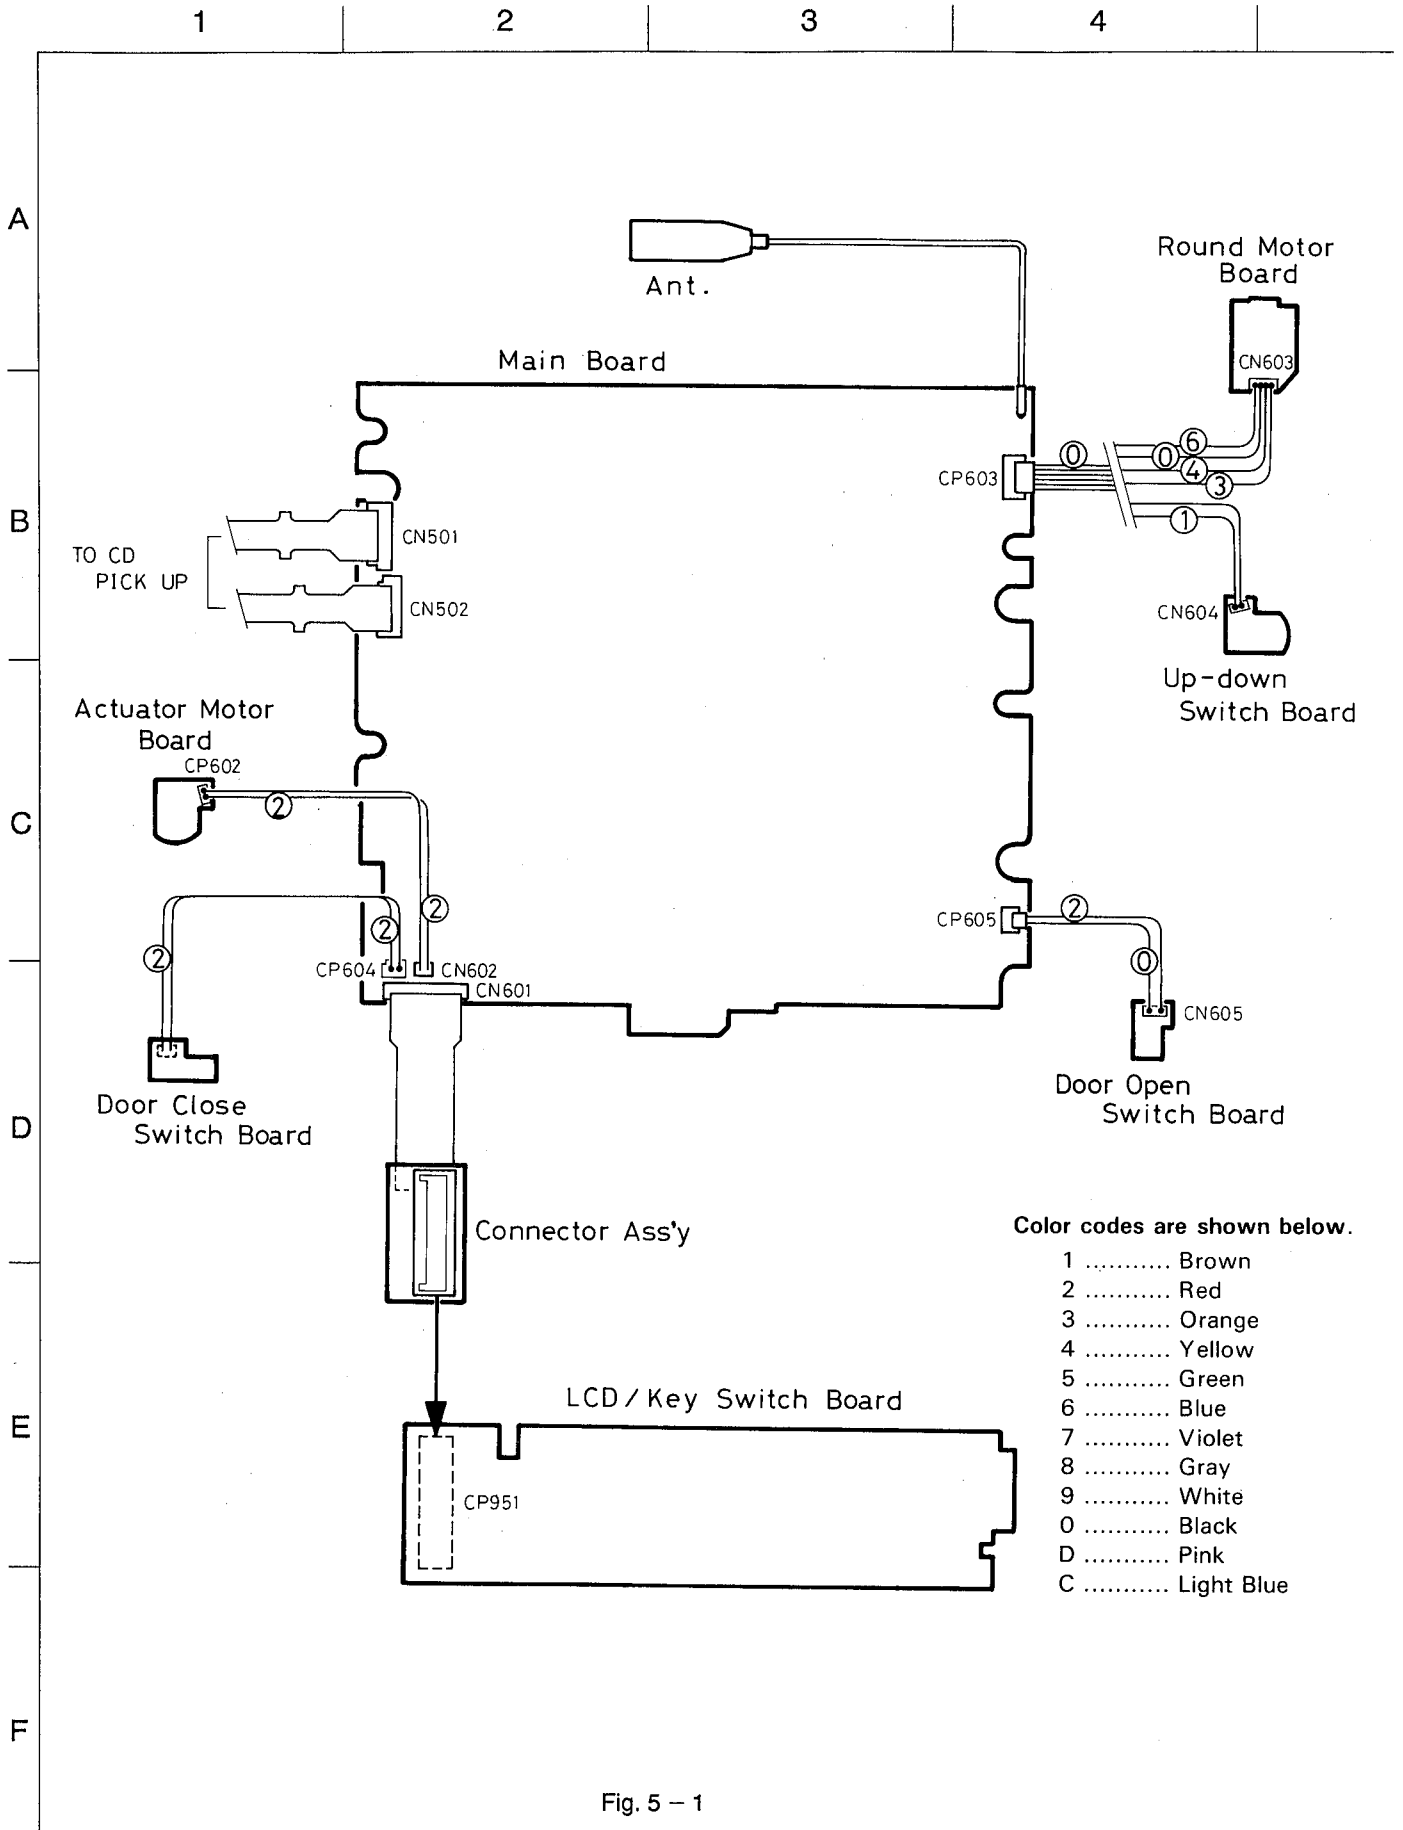 1 2 3 4
A
Ant.
Round Motor
Board
CN603
Main Board
6
0 0
4
CP603
3
B
1
CN501
TO CD
PICK UP
CN502
CN604
Up-down
Switch Board
Actuator Motor
Board
CP602
2
C
2
2
CP605
2
2
0
CP604 CN602
CN601
CN605
Door Open
Switch Board
Door Close
Switch Board
D
Connector Ass'y
Color codes are shown below.
1 ........... Brown
2 ........... Red
3 ........... Orange
4 ........... Yellow
5 ........... Green
6 ........... Blue
7 ........... Violet
8 ........... Gray
9 ........... White
0 ........... Black
D ........... Pink
C ........... Light Blue
LCD/Key Switch Board
E
CP951
F
Fig. 5 – 1